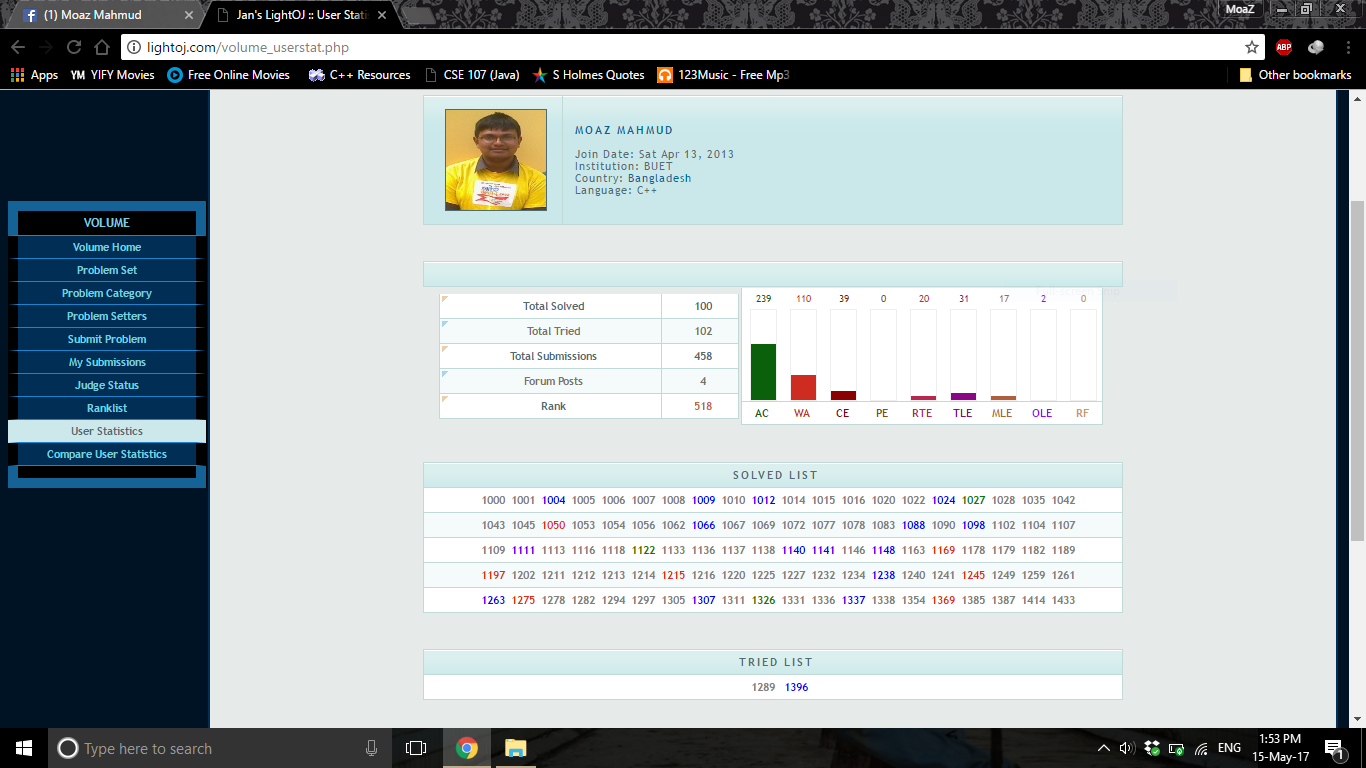 (1) Moaz Mahmud
Jan's LightOJ :: User Stati
MoaZ
lightoj.com/volume_userstat.php
ABP
Apps YM YIFY Movies Free Online Movies C++ Resources CSE 107 (Java) S Holmes Quotes 123Music - Free Mp3 Other bookmarks
MOAZ MAHMUD
Join Date: Sat Apr 13, 2013
Institution: BUET
Country: Bangladesh
Language: C++
VOLUME
Volume Home
Problem Set
Problem Category
Problem Setters
Submit Problem
My Submissions
Judge Status
Ranklist
User Statistics
Compare User Statistics
Total Solved 100
Total Tried 102
Total Submissions 458
Forum Posts 4
Rank 518
239 110 39 0 20 31 17 2 0
AC WA CE PE RTE TLE MLE OLE RF
SOLVED LIST
1000 1001 1004 1005 1006 1007 1008 1009 1010 1012 1014 1015 1016 1020 1022 1024 1027 1028 1035 1042
1043 1045 1050 1053 1054 1056 1062 1066 1067 1069 1072 1077 1078 1083 1088 1090 1098 1102 1104 1107
1109 1111 1113 1116 1118 1122 1133 1136 1137 1138 1140 1141 1146 1148 1163 1169 1178 1179 1182 1189
1197 1202 1211 1212 1213 1214 1215 1216 1220 1225 1227 1232 1234 1238 1240 1241 1245 1249 1259 1261
1263 1275 1278 1282 1294 1297 1305 1307 1311 1326 1331 1336 1337 1338 1354 1369 1385 1387 1414 1433
TRIED LIST
1289 1396
Type here to search
ENG
1:53 PM
15-May-17
1